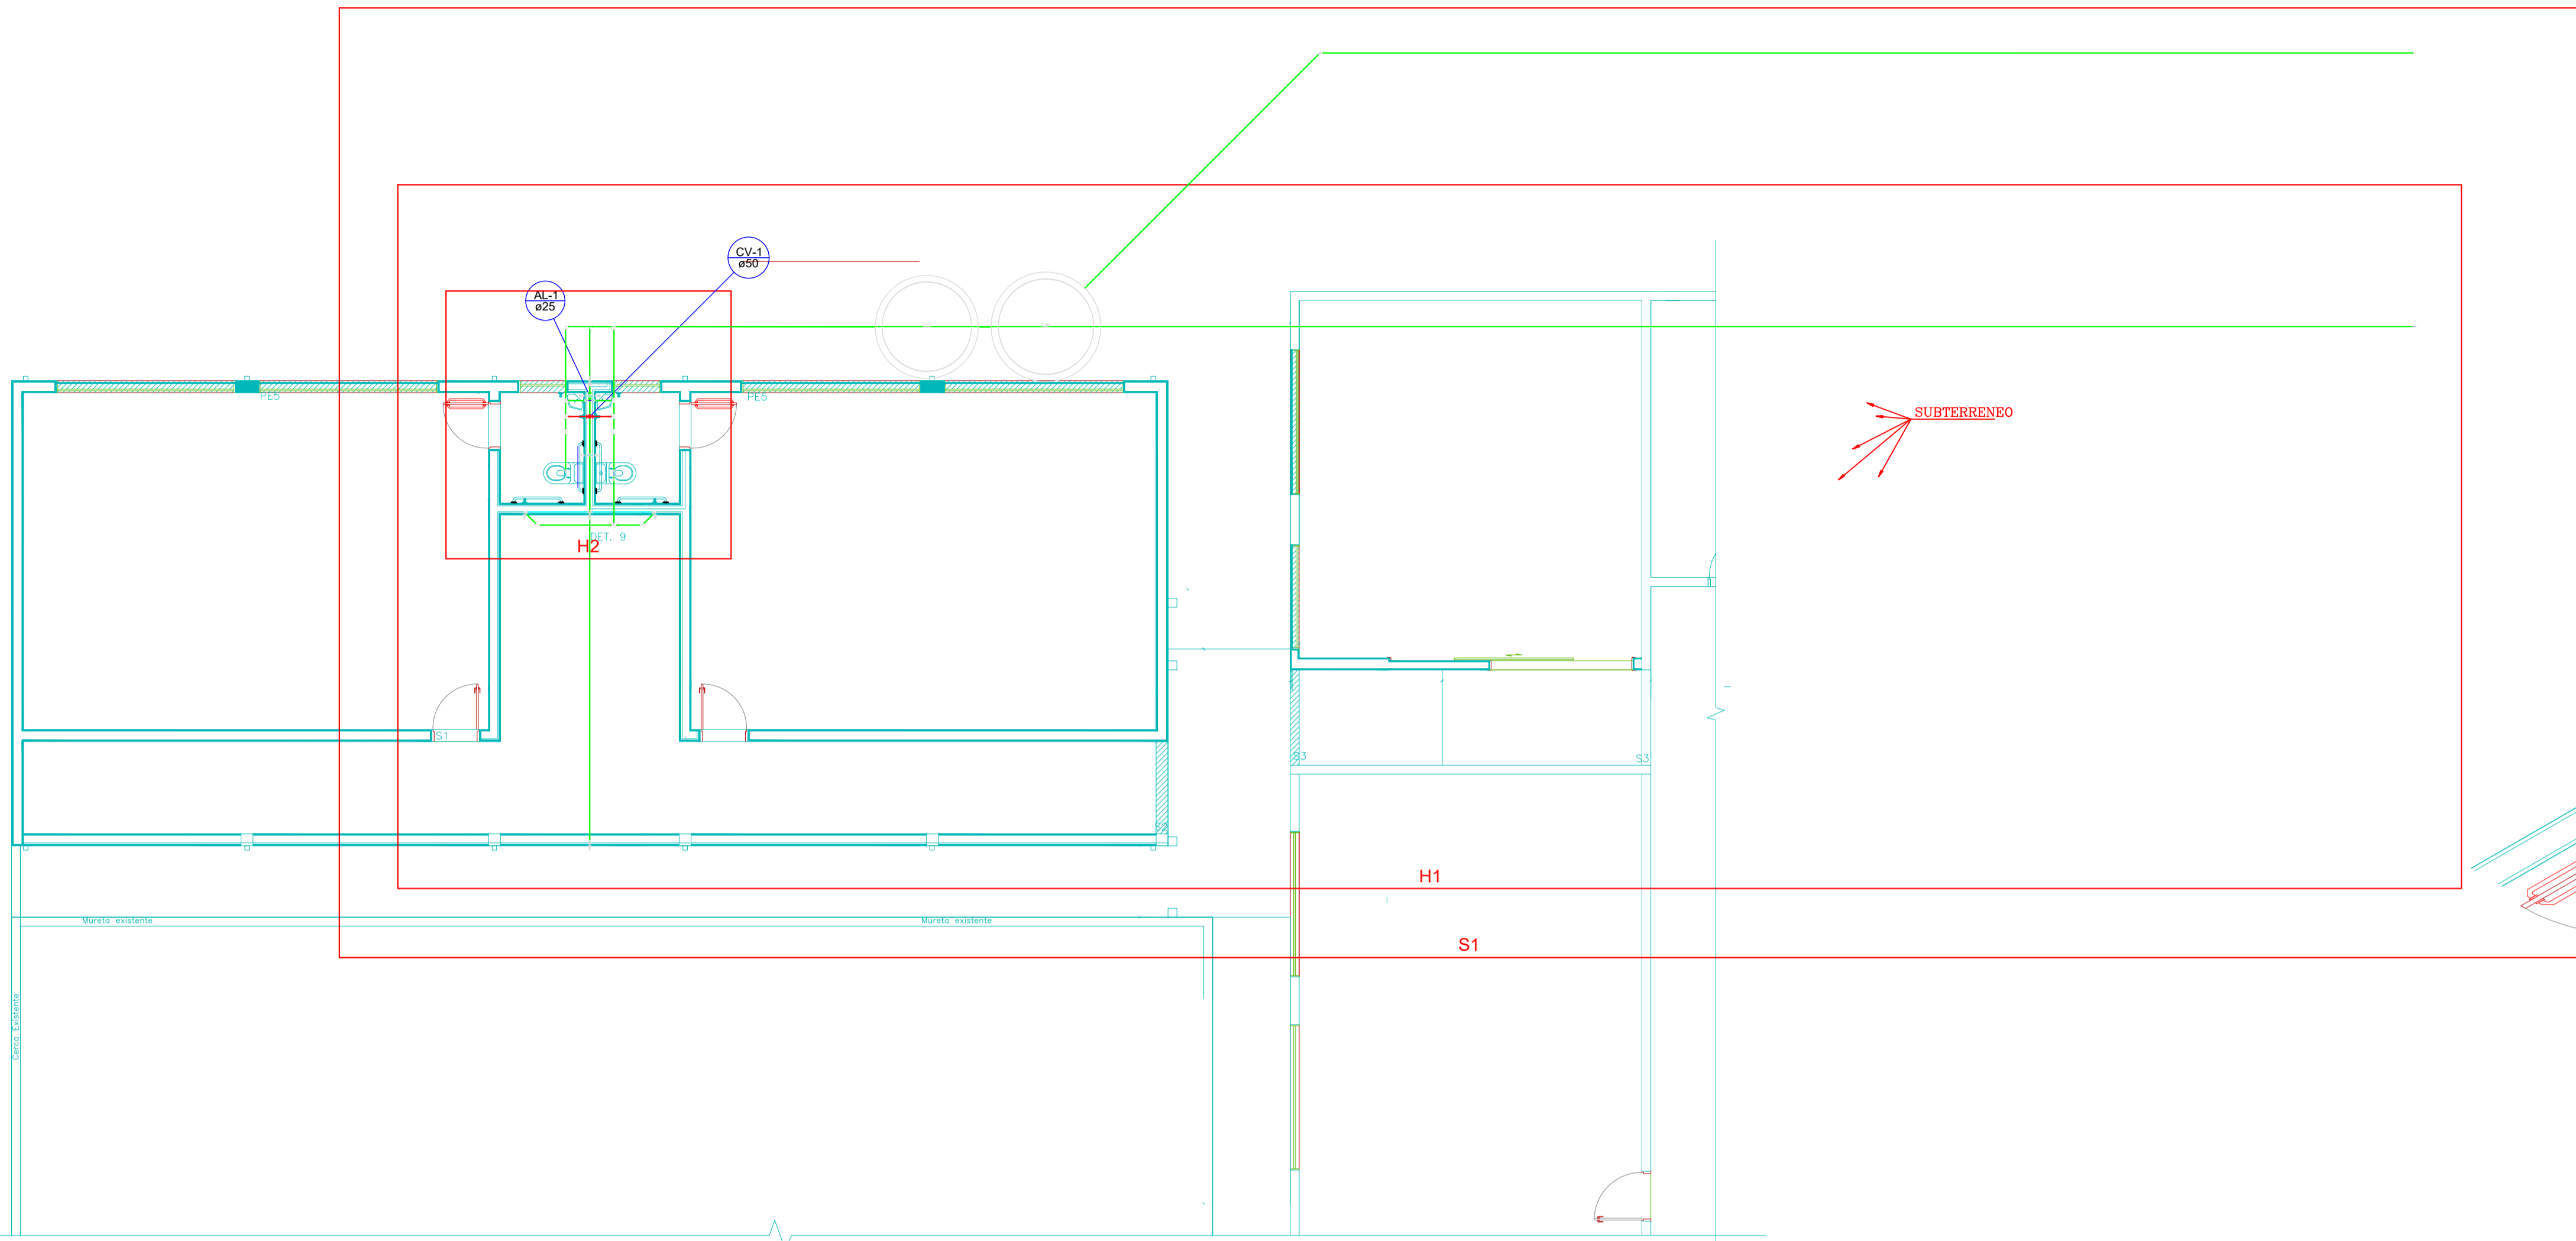 CV-1
ø50
AL-1
ø25
PE5
PE5
SUBTERRENEO
DET. 9
H2
S1
S3
S3
H1
Mureta existente
Mureta existente
S1
Cerca Existente